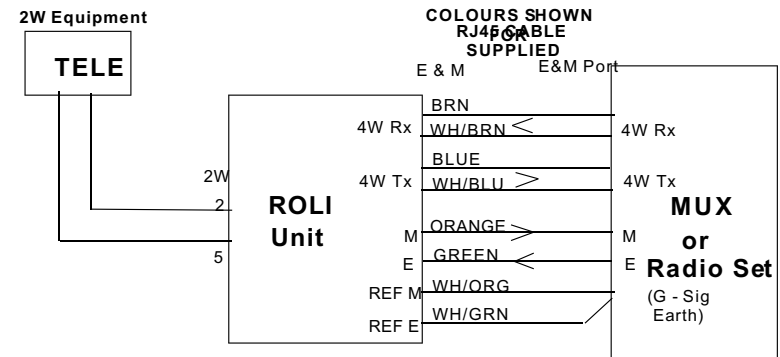 2W Equipment
TELE
COLOURS SHOWN
FOR
RJ45 CABLE
SUPPLIED
E & M
E&M Port
BRN
4W Rx
WH/BRN
4W Rx
BLUE
2W
4W Tx
WH/BLU
4W Tx
2
ROLI
Unit
MUX
or
Radio Set
(G - Sig
Earth)
ORANGE
M
M
5
GREEN
E
E
REF M
WH/ORG
REF E
WH/GRN